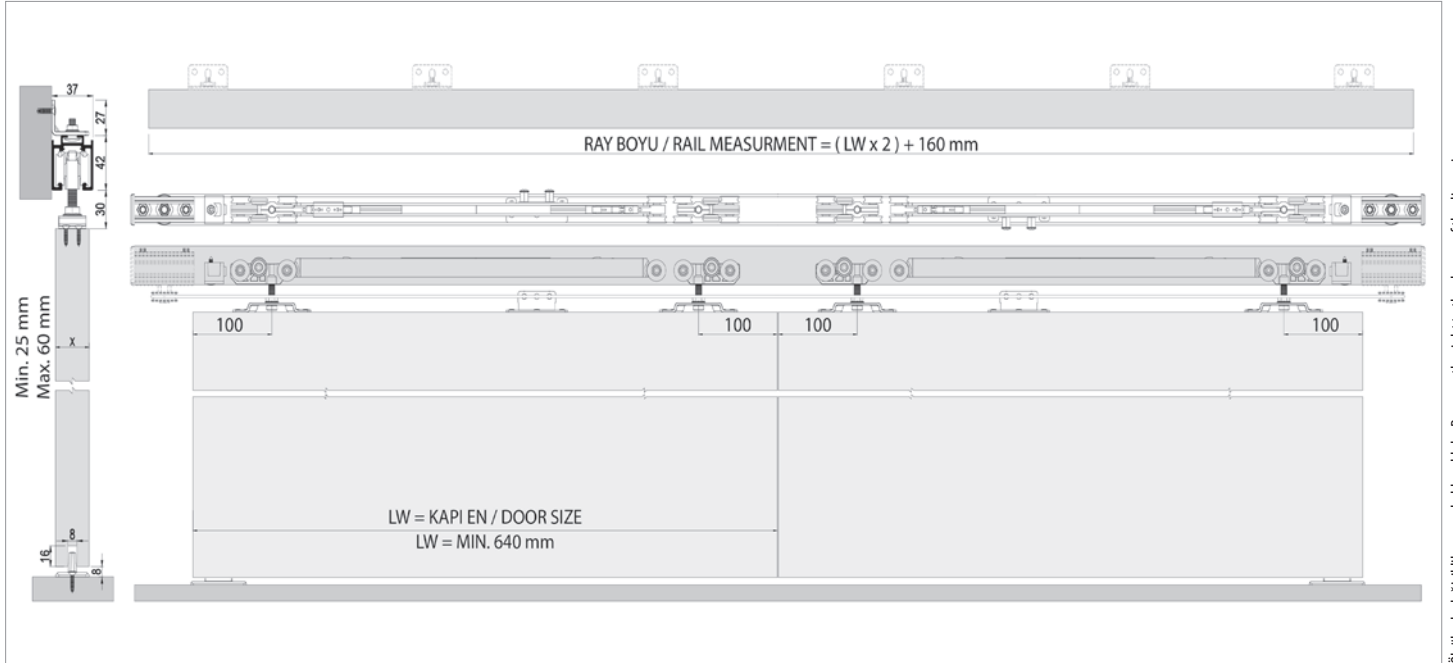 37
27
42
30
RAY BOYU / RAIL MEASURMENT = ( LW x 2 ) + 160 mm
Min. 25 mm
Max. 60 mm
X
100
100
100
100
LW = KAPI EN / DOOR SIZE
LW = MIN. 640 mm
8
16
8